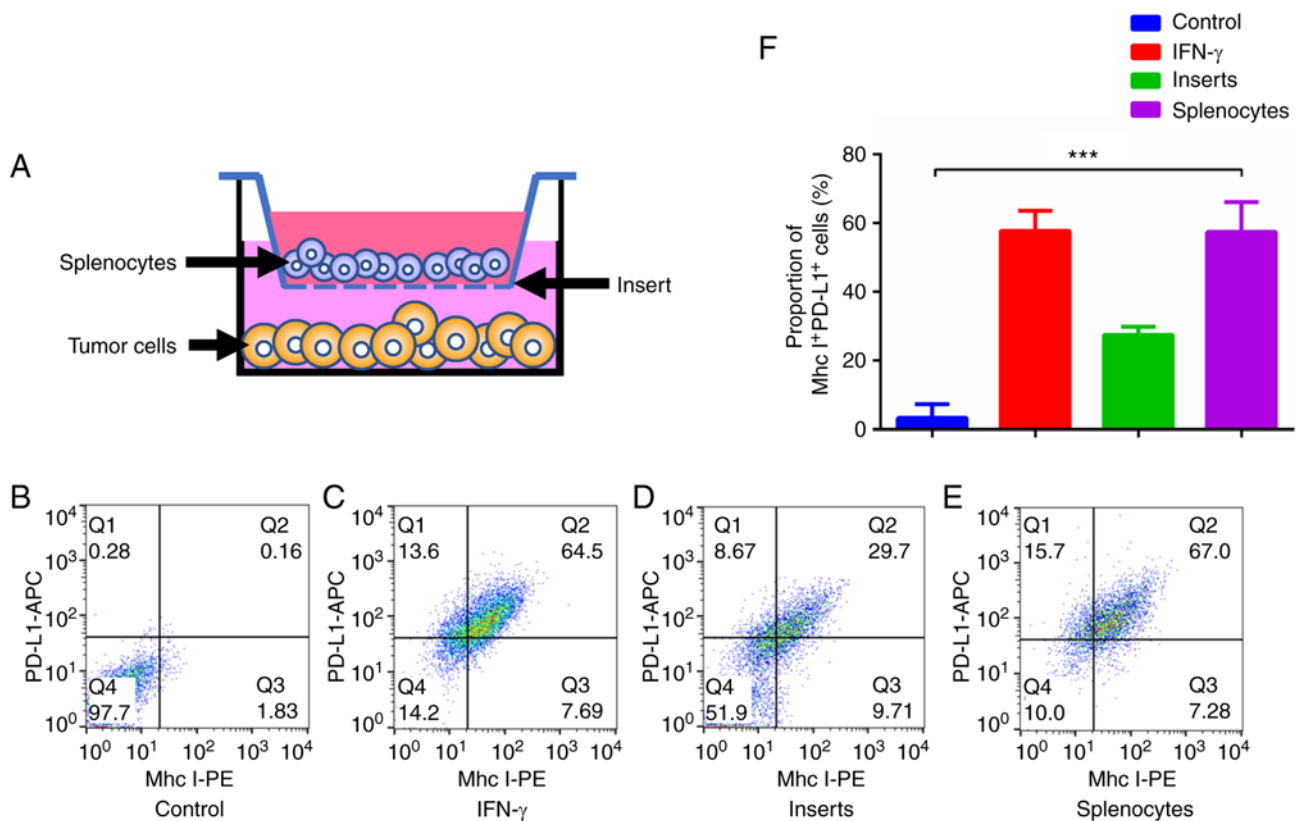 A
Splenocytes
Tumor cells
Insert
F
Control
IFN-γ
Inserts
Splenocytes
Proportion of
Mhc I⁺PD-L1⁺ cells (%)
80
60
40
20
0
***
B
PD-L1-APC
10⁴
10³
10²
10¹
10⁰
Q1
0.28
Q2
0.16
Q4
97.7
Q3
1.83
10⁰ 10¹ 10² 10³ 10⁴
Mhc I-PE
Control
C
PD-L1-APC
10⁴
10³
10²
10¹
10⁰
Q1
13.6
Q2
64.5
Q4
14.2
Q3
7.69
10⁰ 10¹ 10² 10³ 10⁴
Mhc I-PE
IFN-γ
D
PD-L1-APC
10⁴
10³
10²
10¹
10⁰
Q1
8.67
Q2
29.7
Q4
51.9
Q3
9.71
10⁰ 10¹ 10² 10³ 10⁴
Mhc I-PE
Inserts
E
PD-L1-APC
10⁴
10³
10²
10¹
10⁰
Q1
15.7
Q2
67.0
Q4
10.0
Q3
7.28
10⁰ 10¹ 10² 10³ 10⁴
Mhc I-PE
Splenocytes